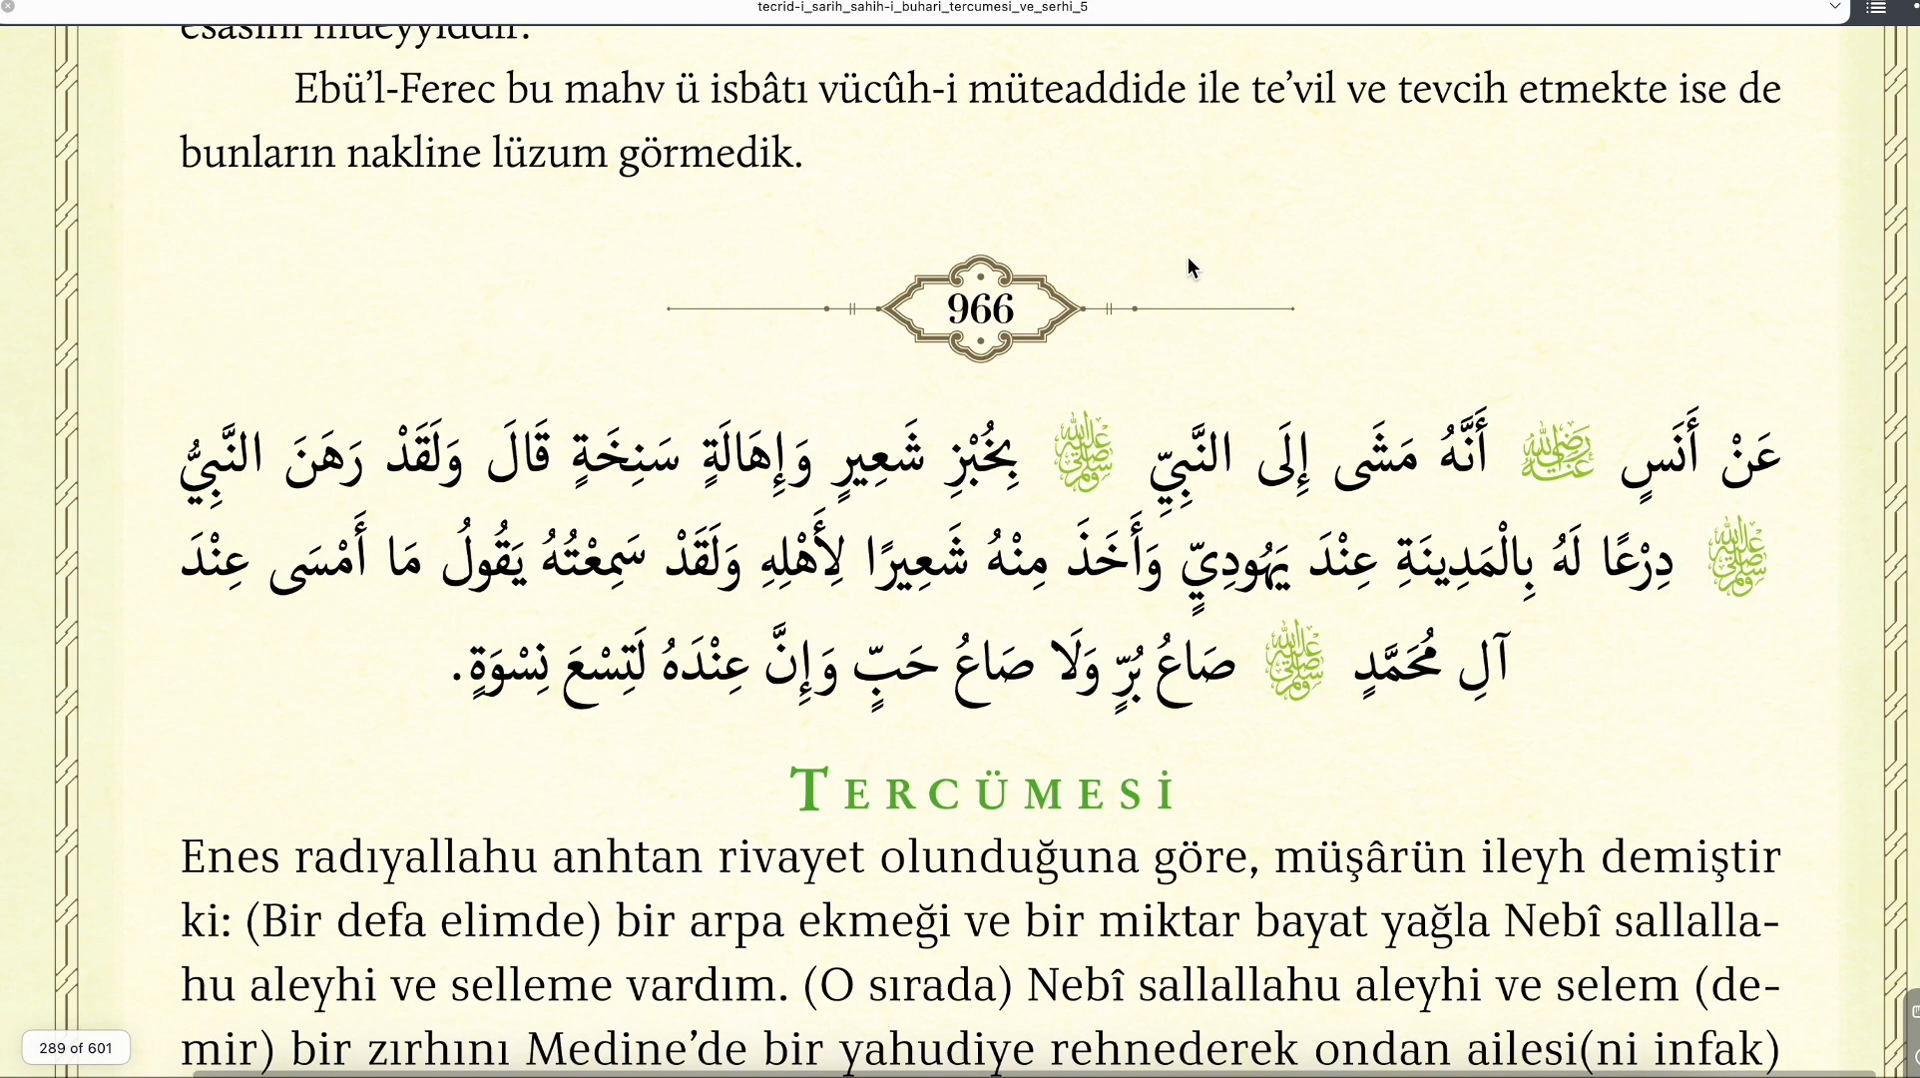 tecrid-i_sarih_sahih-i_buhari_tercumesi_ve_serhi_5
esasını müeyyiddir.
Ebü’l-Ferec bu mahv ü isbâtı vücûh-i müteaddide ile te’vil ve tevcih etmekte ise de
bunların nakline lüzum görmedik.
966
عَنْ أَنَسٍ رَضِيَ اللهُ عَنْهُ أَنَّهُ مَشَى إِلَى النَّبِيِّ صَلَّى اللهُ عَلَيْهِ وَسَلَّمَ بِخُبْزِ شَعِيرٍ وَإِهَالَةٍ سَنِخَةٍ قَالَ وَلَقَدْ رَهَنَ النَّبِيُّ
صَلَّى اللهُ عَلَيْهِ وَسَلَّمَ دِرْعًا لَهُ بِالْمَدِينَةِ عِنْدَ يَهُودِيٍّ وَأَخَذَ مِنْهُ شَعِيرًا لِأَهْلِهِ وَلَقَدْ سَمِعْتُهُ يَقُولُ مَا أَمْسَى عِنْدَ
آلِ مُحَمَّدٍ صَلَّى اللهُ عَلَيْهِ وَسَلَّمَ صَاعُ بُرٍّ وَلَا صَاعُ حَبٍّ وَإِنَّ عِنْدَهُ لَتِسْعَ نِسْوَةٍ.
TERCÜMESİ
Enes radıyallahu anhtan rivayet olunduğuna göre, müşârün ileyh demiştir
ki: (Bir defa elimde) bir arpa ekmeği ve bir miktar bayat yağla Nebî sallalla-
hu aleyhi ve selleme vardım. (O sırada) Nebî sallallahu aleyhi ve selem (de-
mir) bir zırhını Medine’de bir yahudiye rehnederek ondan ailesi(ni infak)
289 of 601